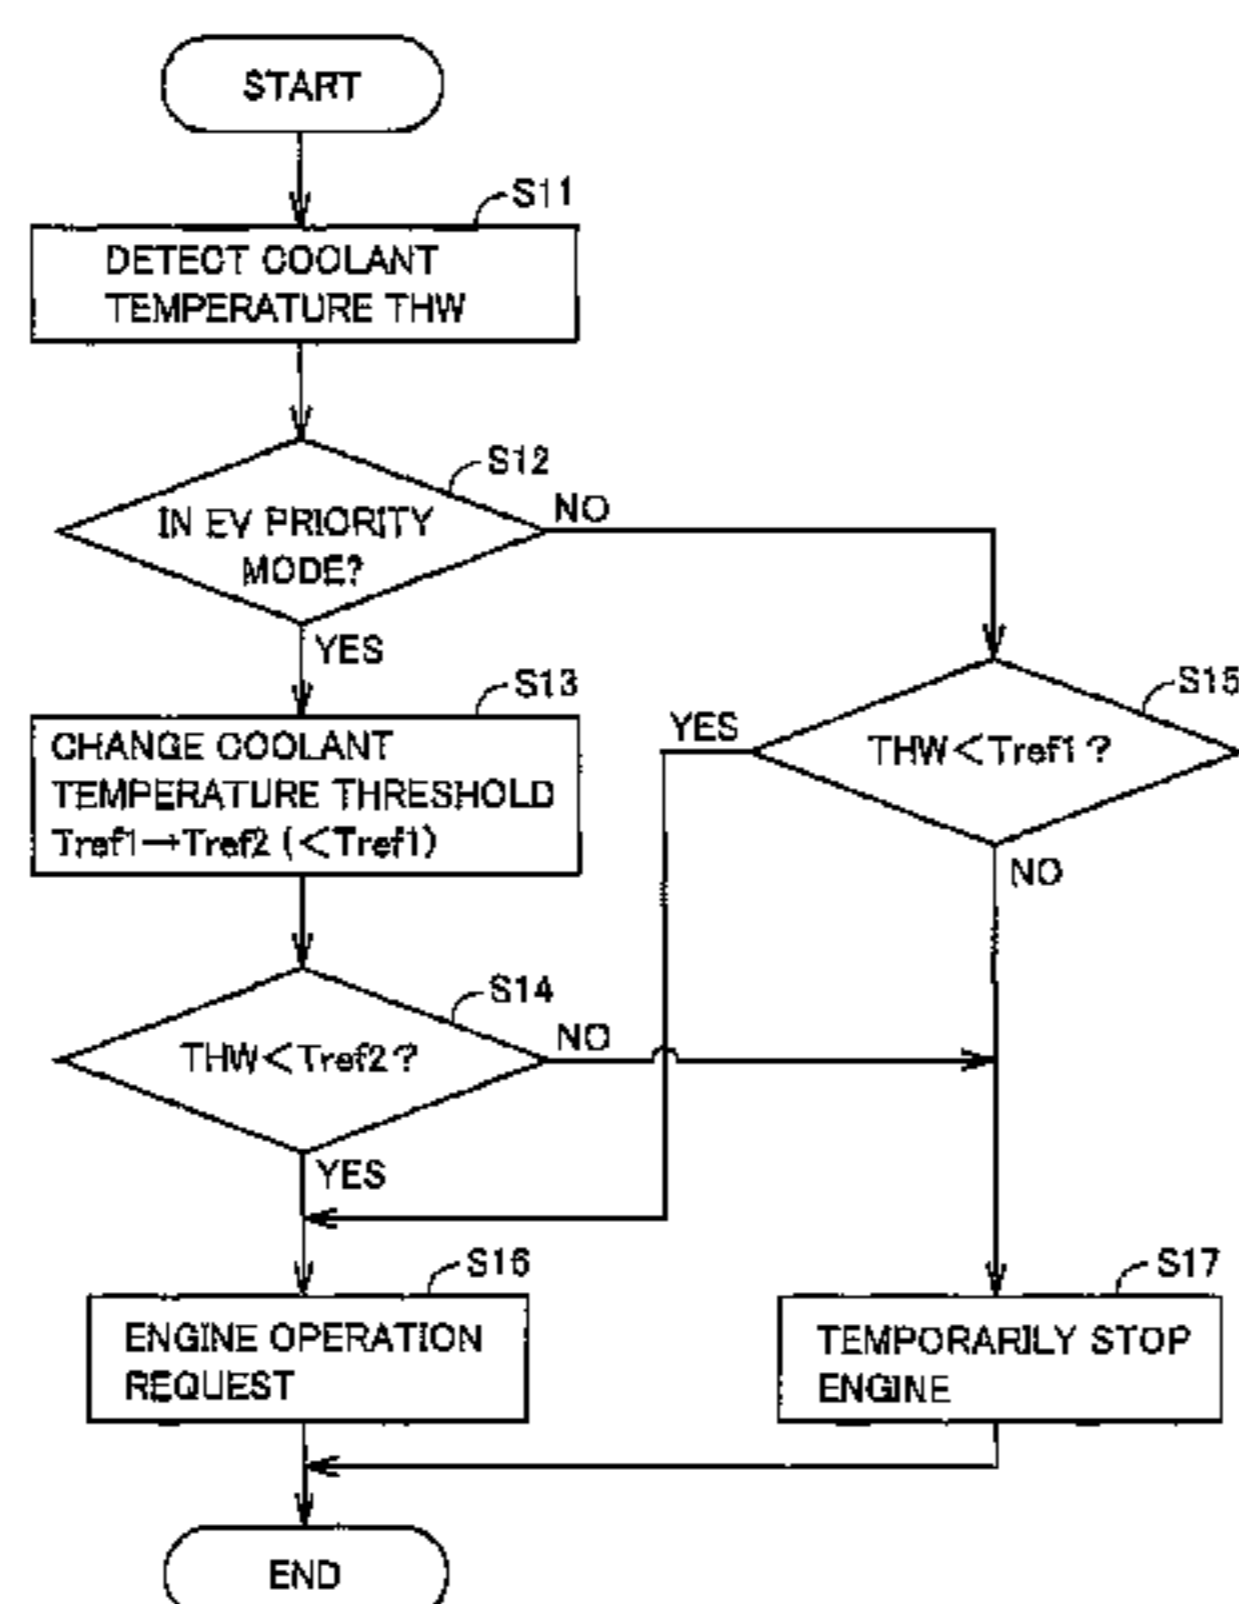 START
S11
DETECT COOLANT
TEMPERATURE THW
S12
IN EV PRIORITY
MODE?
NO
YES
S13
CHANGE COOLANT
TEMPERATURE THRESHOLD
Tref1→Tref2 (<Tref1)
S15
THW<Tref1?
YES
NO
S14
THW<Tref2?
NO
YES
S16
ENGINE OPERATION
REQUEST
S17
TEMPORARILY STOP
ENGINE
END